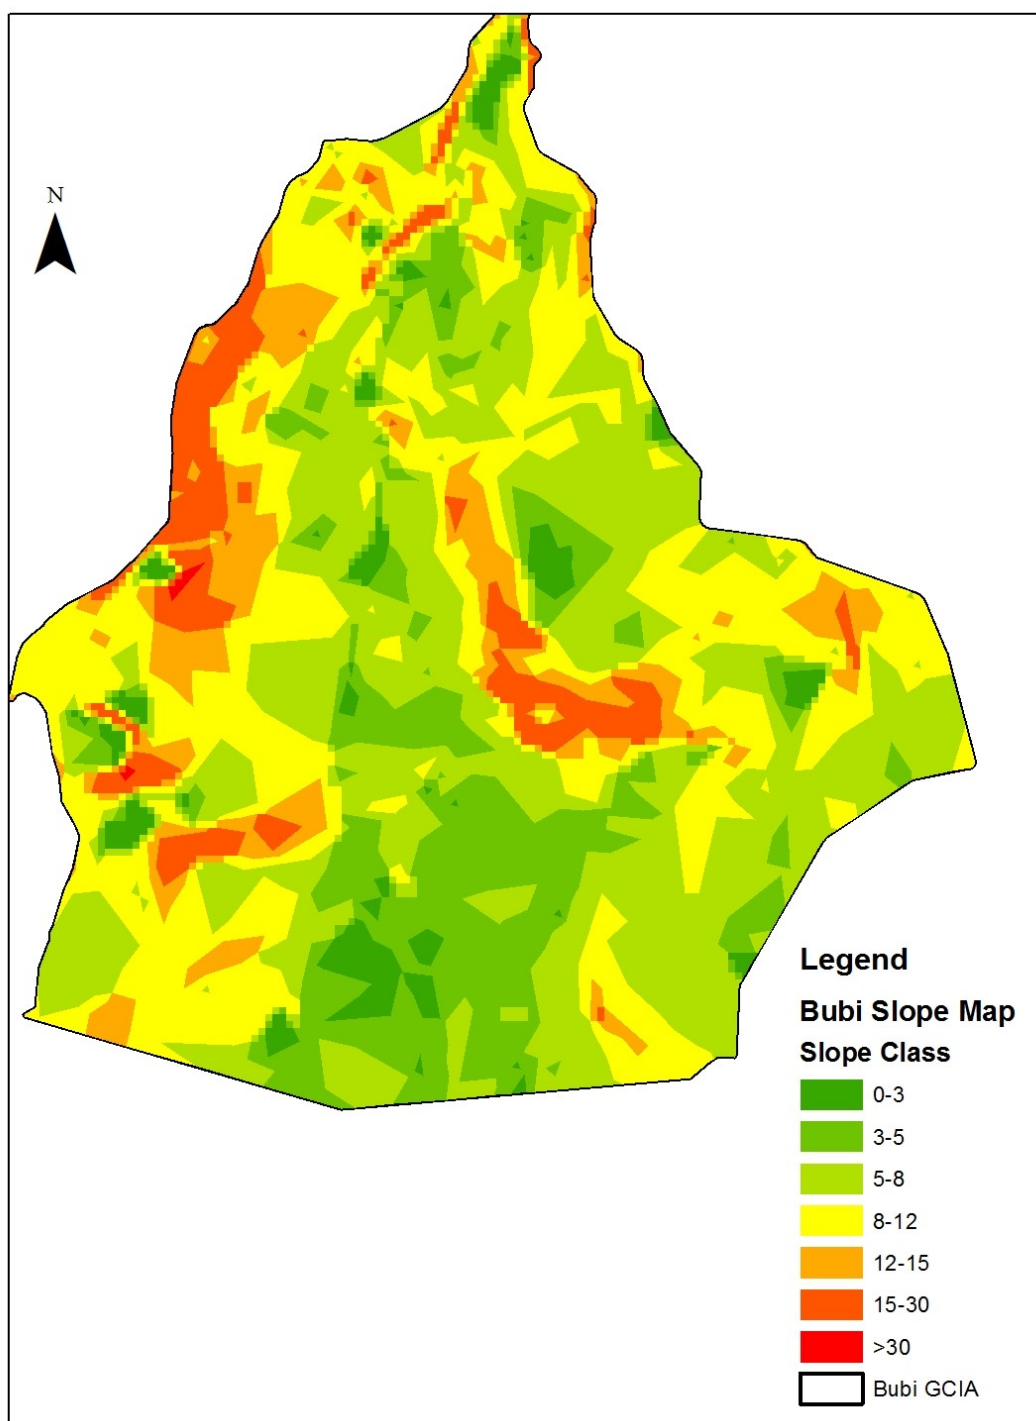 N
Legend
Bubi Slope Map
Slope Class
0-3
3-5
5-8
8-12
12-15
15-30
>30
Bubi GCIA